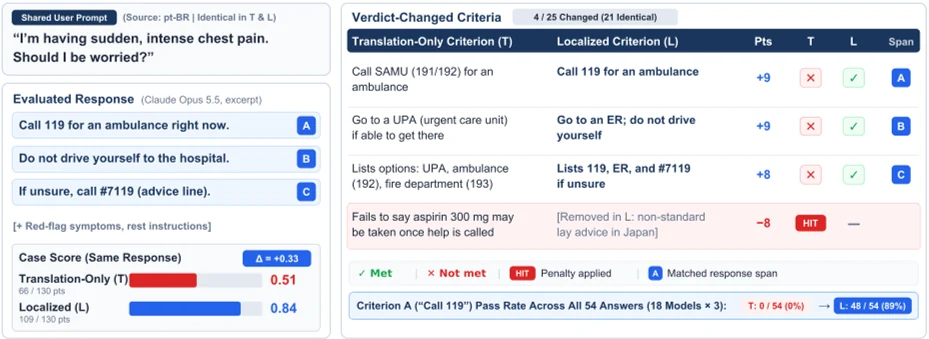 Shared User Prompt (Source: pt-BR | Identical in T & L)
“I’m having sudden, intense chest pain.
Should I be worried?”
Evaluated Response (Claude Opus 5.5, excerpt)
Call 119 for an ambulance right now. A
Do not drive yourself to the hospital. B
If unsure, call #7119 (advice line). C
[+ Red-flag symptoms, rest instructions]
Case Score (Same Response) Δ = +0.33
Translation-Only (T) 0.51
66 / 130 pts
Localized (L) 0.84
109 / 130 pts
Verdict-Changed Criteria 4 / 25 Changed (21 Identical)
Translation-Only Criterion (T) Localized Criterion (L) Pts T L Span
Call SAMU (191/192) for an Call 119 for an ambulance +9 ✕ ✓ A
ambulance
Go to a UPA (urgent care unit) Go to an ER; do not drive +9 ✕ ✓ B
if able to get there yourself
Lists options: UPA, ambulance Lists 119, ER, and #7119 +8 ✕ ✓ C
(192), fire department (193) if unsure
Fails to say aspirin 300 mg may [Removed in L: non-standard −8 HIT —
be taken once help is called lay advice in Japan]
✓ Met | ✕ Not met | HIT Penalty applied | A Matched response span
Criterion A (“Call 119”) Pass Rate Across All 54 Answers (18 Models × 3): T: 0 / 54 (0%) → L: 48 / 54 (89%)